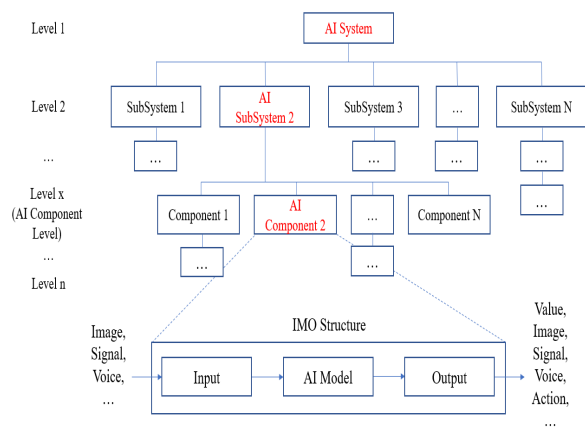 Level 1
AI System
Level 2
SubSystem 1
AI
SubSystem 2
SubSystem 3
...
SubSystem N
...
...
...
...
...
Level x
(AI Component
Level)
Component 1
AI
Component 2
...
Component N
...
...
...
...
Level n
IMO Structure
Image,
Signal,
Voice,
...
Input
AI Model
Output
Value,
Image,
Signal,
Voice,
Action,
...